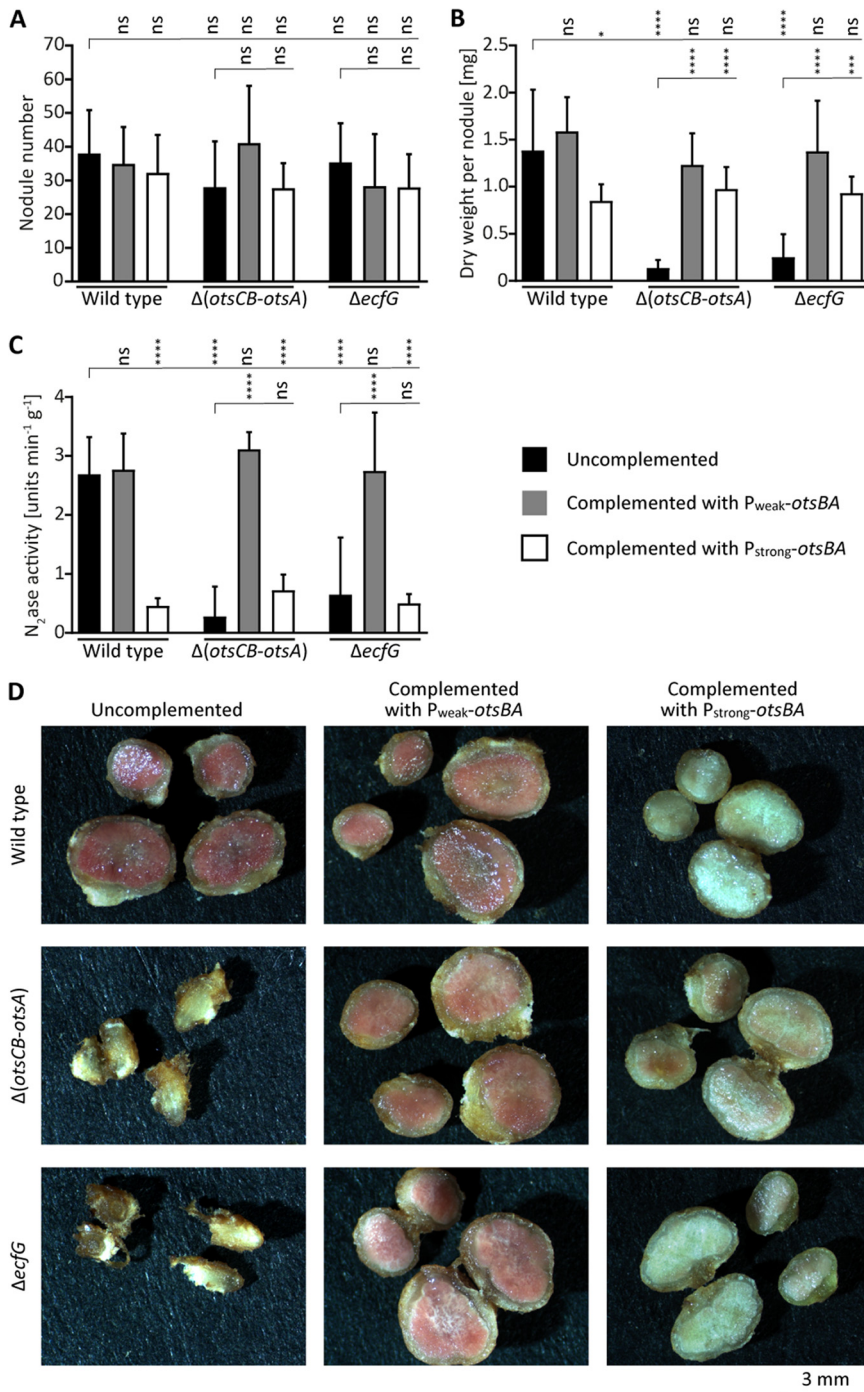 A
ns ns ns ns ns ns ns ns
ns ns ns ns
Nodule number
70
60
50
40
30
20
10
0
Wild type Δ(otsCB-otsA) ΔecfG
B
ns * **** ns ns **** ns ns
**** **** **** ***
Dry weight per nodule [mg]
2.5
2.0
1.5
1.0
0.5
0
Wild type Δ(otsCB-otsA) ΔecfG
C
ns **** **** ns **** **** ns ****
**** ns **** ns
N2ase activity [units min⁻¹ g⁻¹]
4
3
2
1
0
Wild type Δ(otsCB-otsA) ΔecfG
Uncomplemented
Complemented with Pweak-otsBA
Complemented with Pstrong-otsBA
D
Uncomplemented
Complemented
with Pweak-otsBA
Complemented
with Pstrong-otsBA
Wild type
Δ(otsCB-otsA)
ΔecfG
3 mm